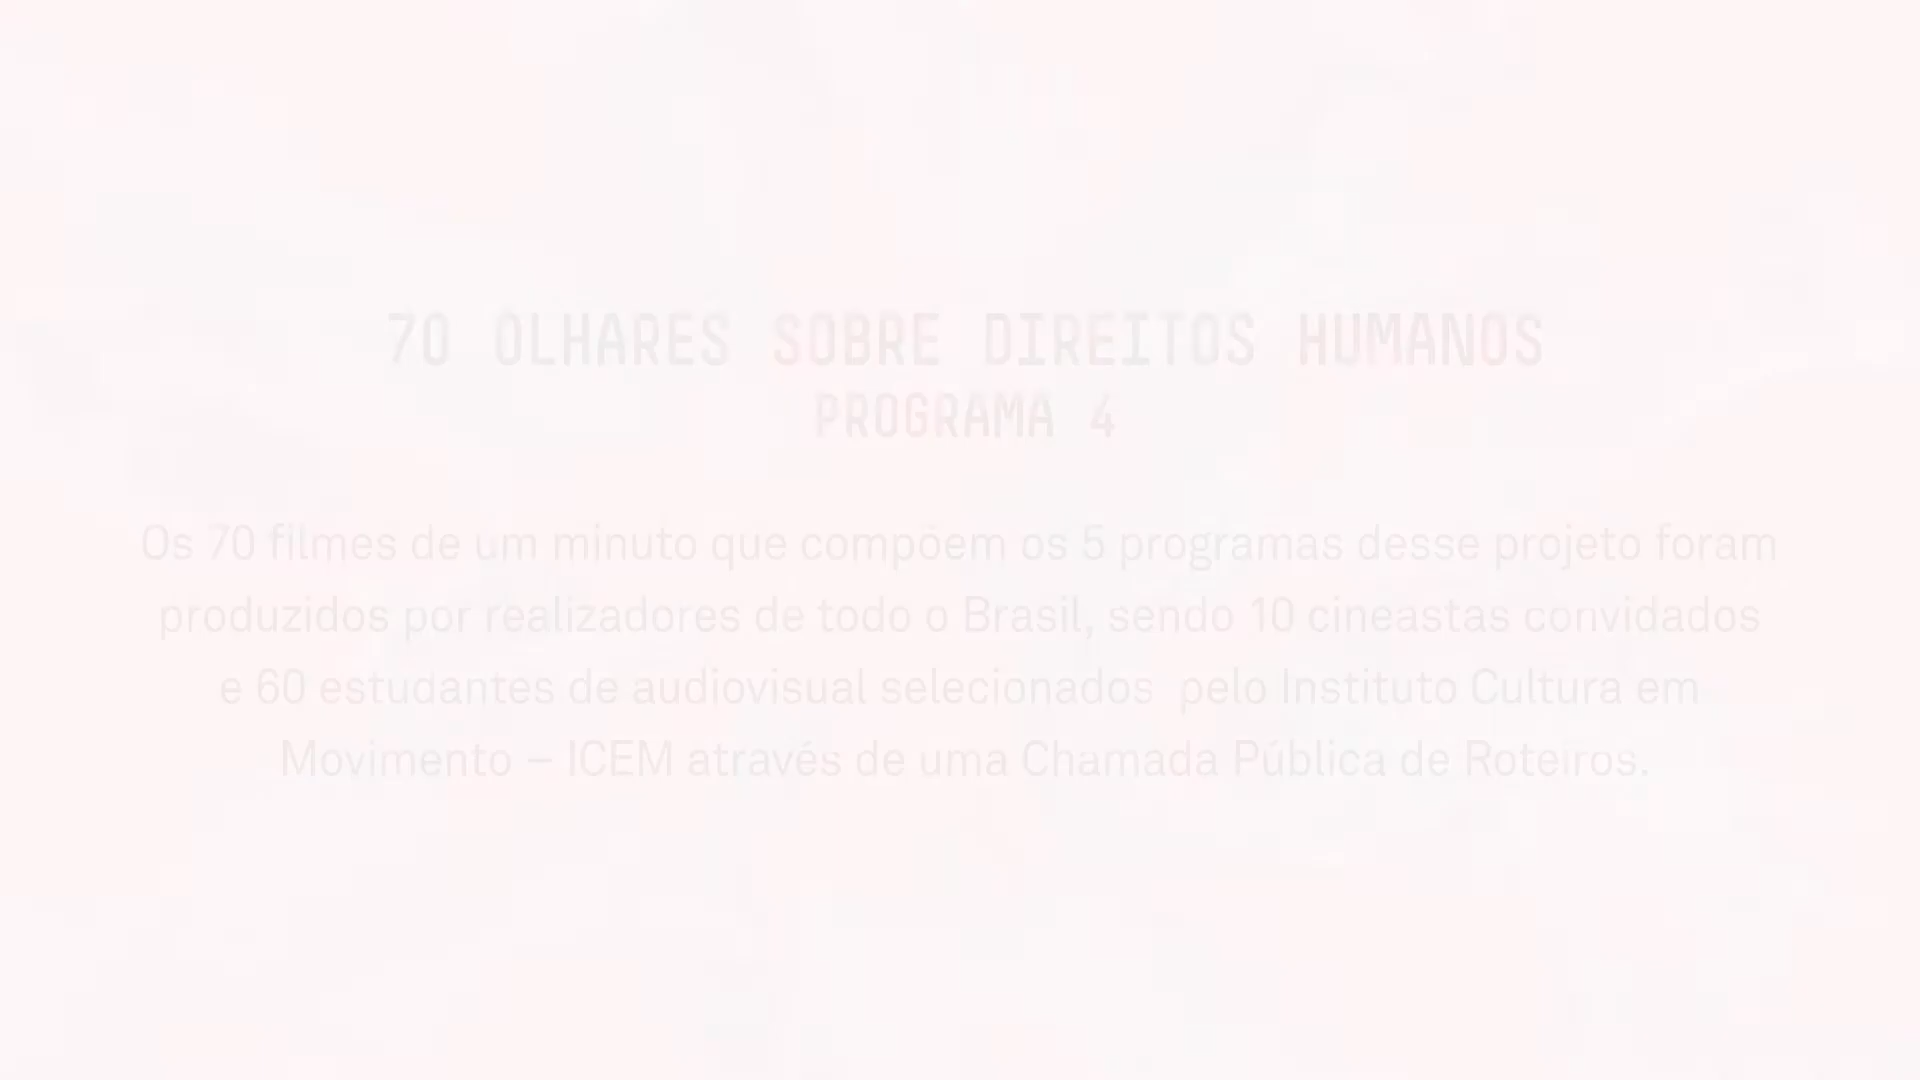 70 OLHARES SOBRE DIREITOS HUMANOS
PROGRAMA 4
Os 70 filmes de um minuto que compõem os 5 programas desse projeto foram
produzidos por realizadores de todo o Brasil, sendo 10 cineastas convidados
e 60 estudantes de audiovisual selecionados pelo Instituto Cultura em
Movimento – ICEM através de uma Chamada Pública de Roteiros.